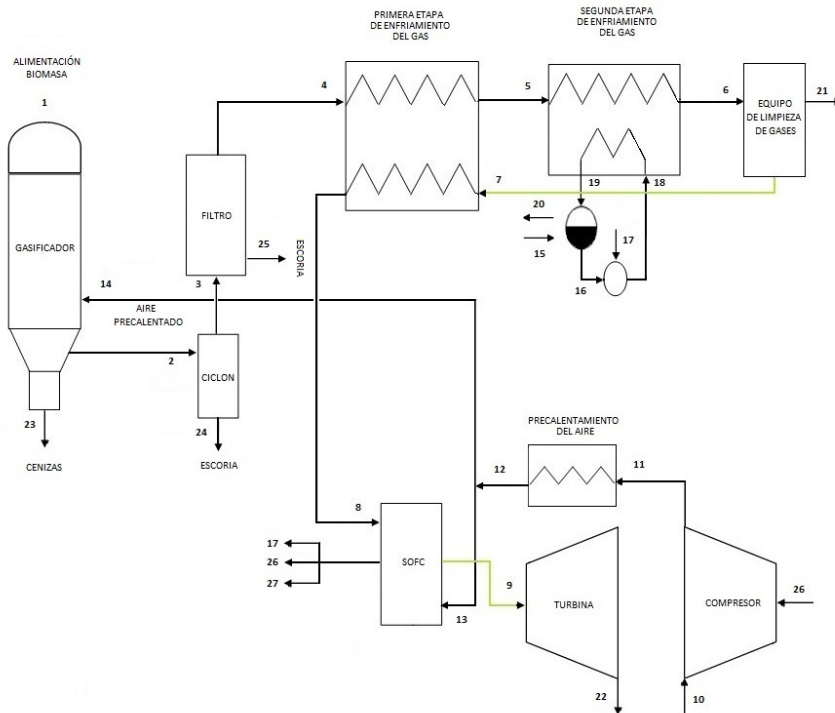 PRIMERA ETAPA
DE ENFRIAMIENTO
DEL GAS
SEGUNDA ETAPA
DE ENFRIAMIENTO
DEL GAS
ALIMENTACIÓN
BIOMASA
1
4
5
6
21
EQUIPO
DE LIMPIEZA
DE GASES
7
19
18
FILTRO
20
15
17
GASIFICADOR
25
ESCORIA
14
3
16
AIRE
PRECALENTADO
2
CICLON
23
24
CENIZAS
ESCORIA
PRECALENTAMIENTO
DEL AIRE
12
11
8
17
26
27
SOFC
9
13
TURBINA
COMPRESOR
26
22
10